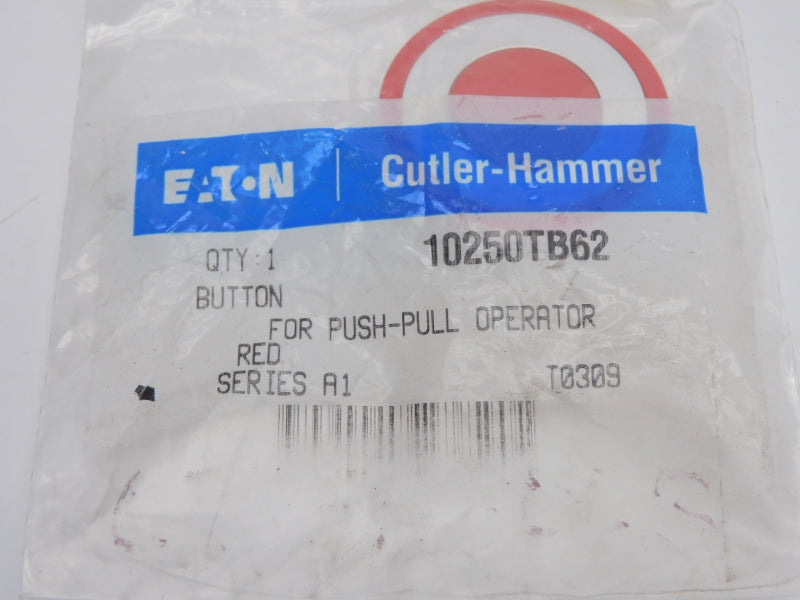 EATON | Cutler-Hammer
QTY:1 10250TB62
BUTTON
FOR PUSH-PULL OPERATOR
RED
SERIES A1 T0309